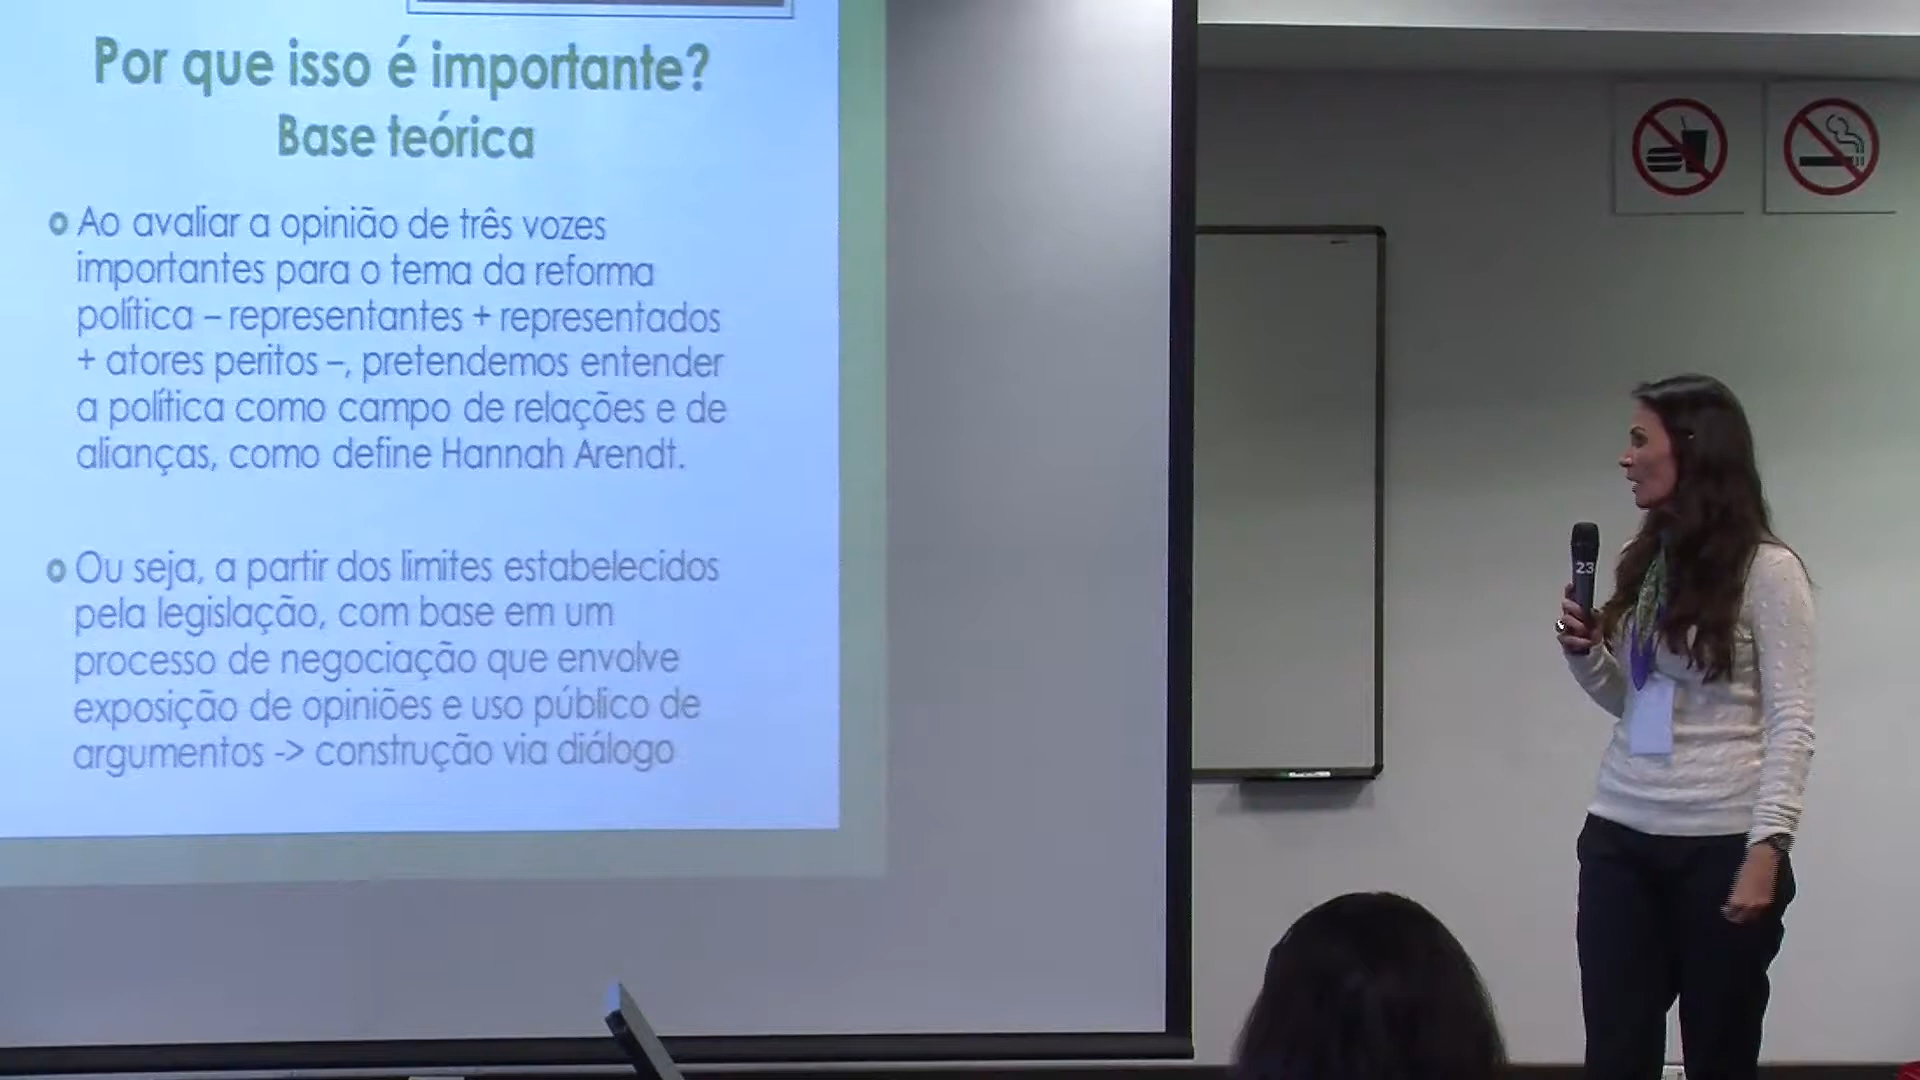 Por que isso é importante?
Base teórica
Ao avaliar a opinião de três vozes
importantes para o tema da reforma
política – representantes + representados
+ atores peritos –, pretendemos entender
a política como campo de relações e de
alianças, como define Hannah Arendt.
Ou seja, a partir dos limites estabelecidos
pela legislação, com base em um
processo de negociação que envolve
exposição de opiniões e uso público de
argumentos -> construção via diálogo
23